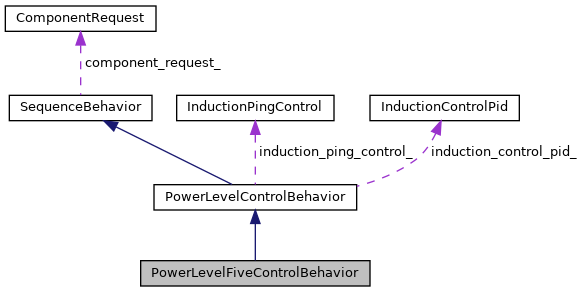 ComponentRequest
component_request_
SequenceBehavior
InductionPingControl
InductionControlPid
induction_ping_control_
induction_control_pid_
PowerLevelControlBehavior
PowerLevelFiveControlBehavior